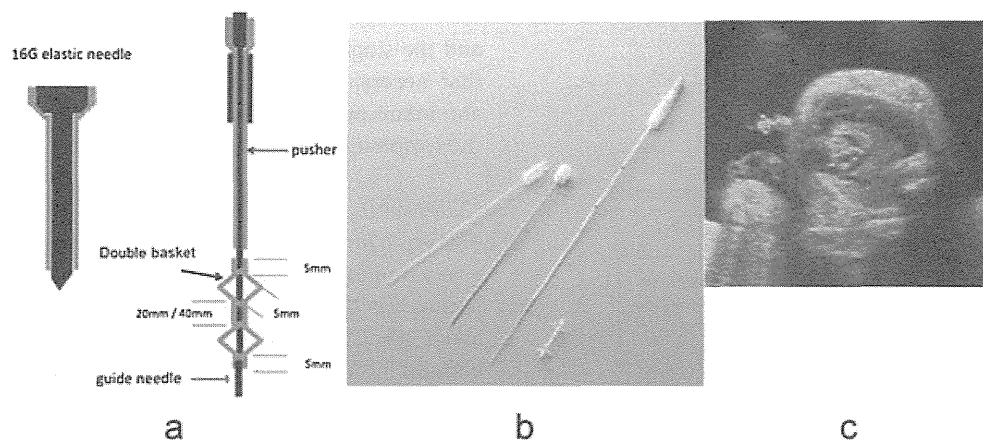 16G elastic needle
pusher
Double basket
5mm
20mm / 40mm
5mm
5mm
guide needle
a
b
c